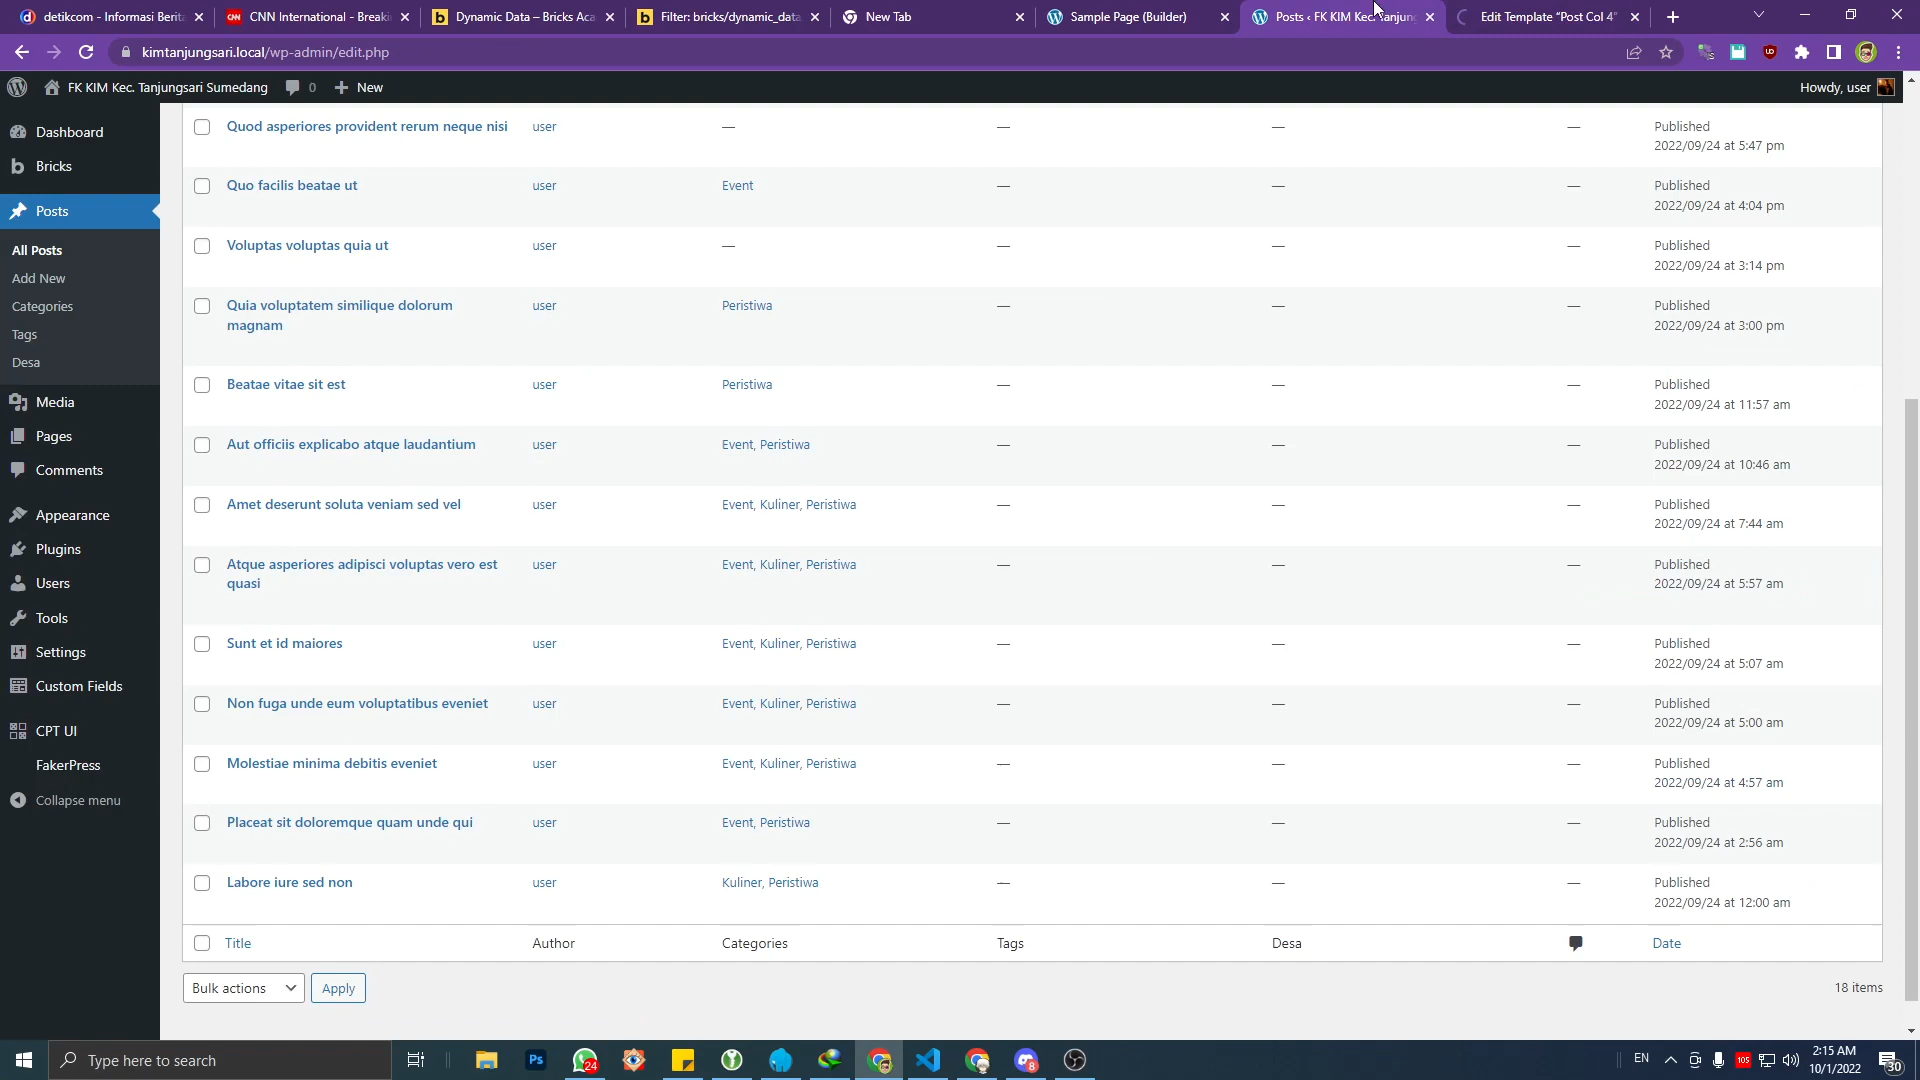 detikcom - Informasi Berita
CNN International - Breaki
Dynamic Data – Bricks Aca
Filter: bricks/dynamic_data
New Tab
Sample Page (Builder)
Posts ‹ FK KIM Kec. Tanjung
Edit Template "Post Col 4"
kimtanjungsari.local/wp-admin/edit.php
FK KIM Kec. Tanjungsari Sumedang
0
New
Howdy, user
Dashboard
Bricks
Posts
All Posts
Add New
Categories
Tags
Desa
Media
Pages
Comments
Appearance
Plugins
Users
Tools
Settings
Custom Fields
CPT UI
FakerPress
Collapse menu
Quod asperiores provident rerum neque nisi user — — — — Published
2022/09/24 at 5:47 pm
Quo facilis beatae ut user Event — — — Published
2022/09/24 at 4:04 pm
Voluptas voluptas quia ut user — — — — Published
2022/09/24 at 3:14 pm
Quia voluptatem similique dolorum user Peristiwa — — — Published
magnam 2022/09/24 at 3:00 pm
Beatae vitae sit est user Peristiwa — — — Published
2022/09/24 at 11:57 am
Aut officiis explicabo atque laudantium user Event, Peristiwa — — — Published
2022/09/24 at 10:46 am
Amet deserunt soluta veniam sed vel user Event, Kuliner, Peristiwa — — — Published
2022/09/24 at 7:44 am
Atque asperiores adipisci voluptas vero est user Event, Kuliner, Peristiwa — — — Published
quasi 2022/09/24 at 5:57 am
Sunt et id maiores user Event, Kuliner, Peristiwa — — — Published
2022/09/24 at 5:07 am
Non fuga unde eum voluptatibus eveniet user Event, Kuliner, Peristiwa — — — Published
2022/09/24 at 5:00 am
Molestiae minima debitis eveniet user Event, Kuliner, Peristiwa — — — Published
2022/09/24 at 4:57 am
Placeat sit doloremque quam unde qui user Event, Peristiwa — — — Published
2022/09/24 at 2:56 am
Labore iure sed non user Kuliner, Peristiwa — — — Published
2022/09/24 at 12:00 am
Title Author Categories Tags Desa Date
Bulk actions Apply 18 items
Type here to search
Ps
24
8
EN
105
2:15 AM
10/1/2022
30